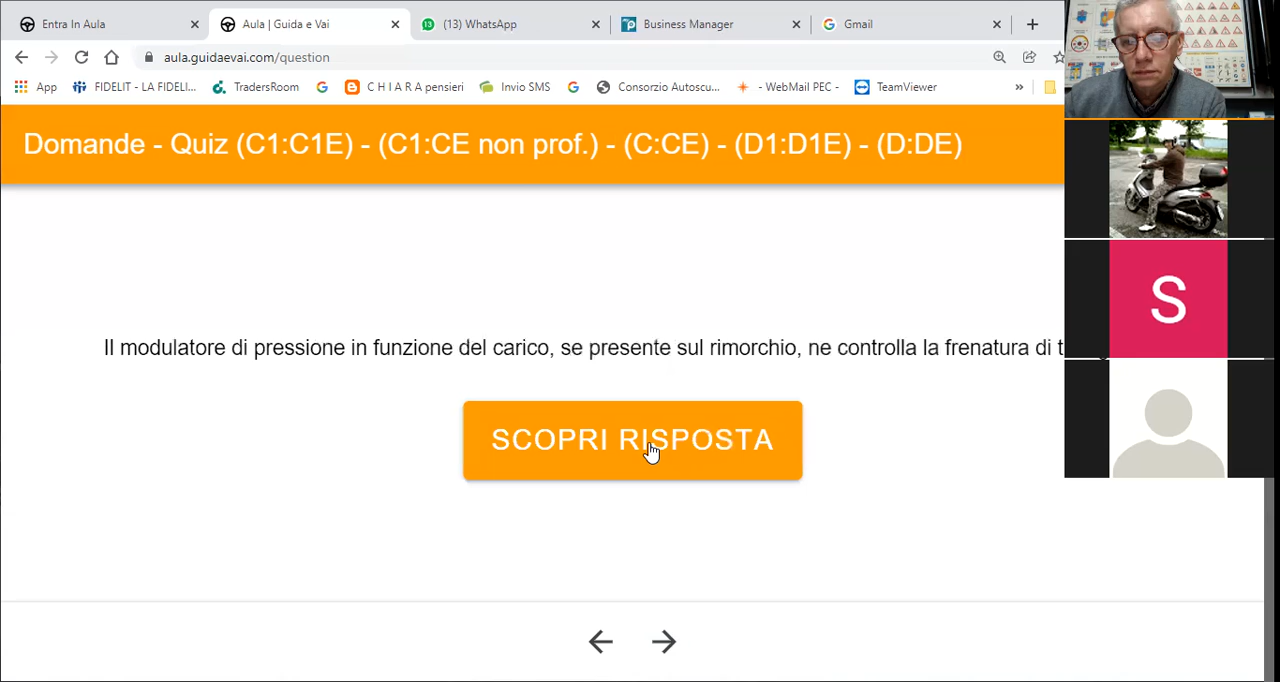 Entra In Aula
Aula | Guida e Vai
(13) WhatsApp
Business Manager
Gmail
aula.guidaevai.com/question
App
FIDELIT - LA FIDELI...
TradersRoom
C H I A R A pensieri
Invio SMS
Consorzio Autoscu...
- WebMail PEC -
TeamViewer
»
Domande - Quiz (C1:C1E) - (C1:CE non prof.) - (C:CE) - (D1:D1E) - (D:DE)
Il modulatore di pressione in funzione del carico, se presente sul rimorchio, ne controlla la frenatura di
SCOPRI RISPOSTA
S